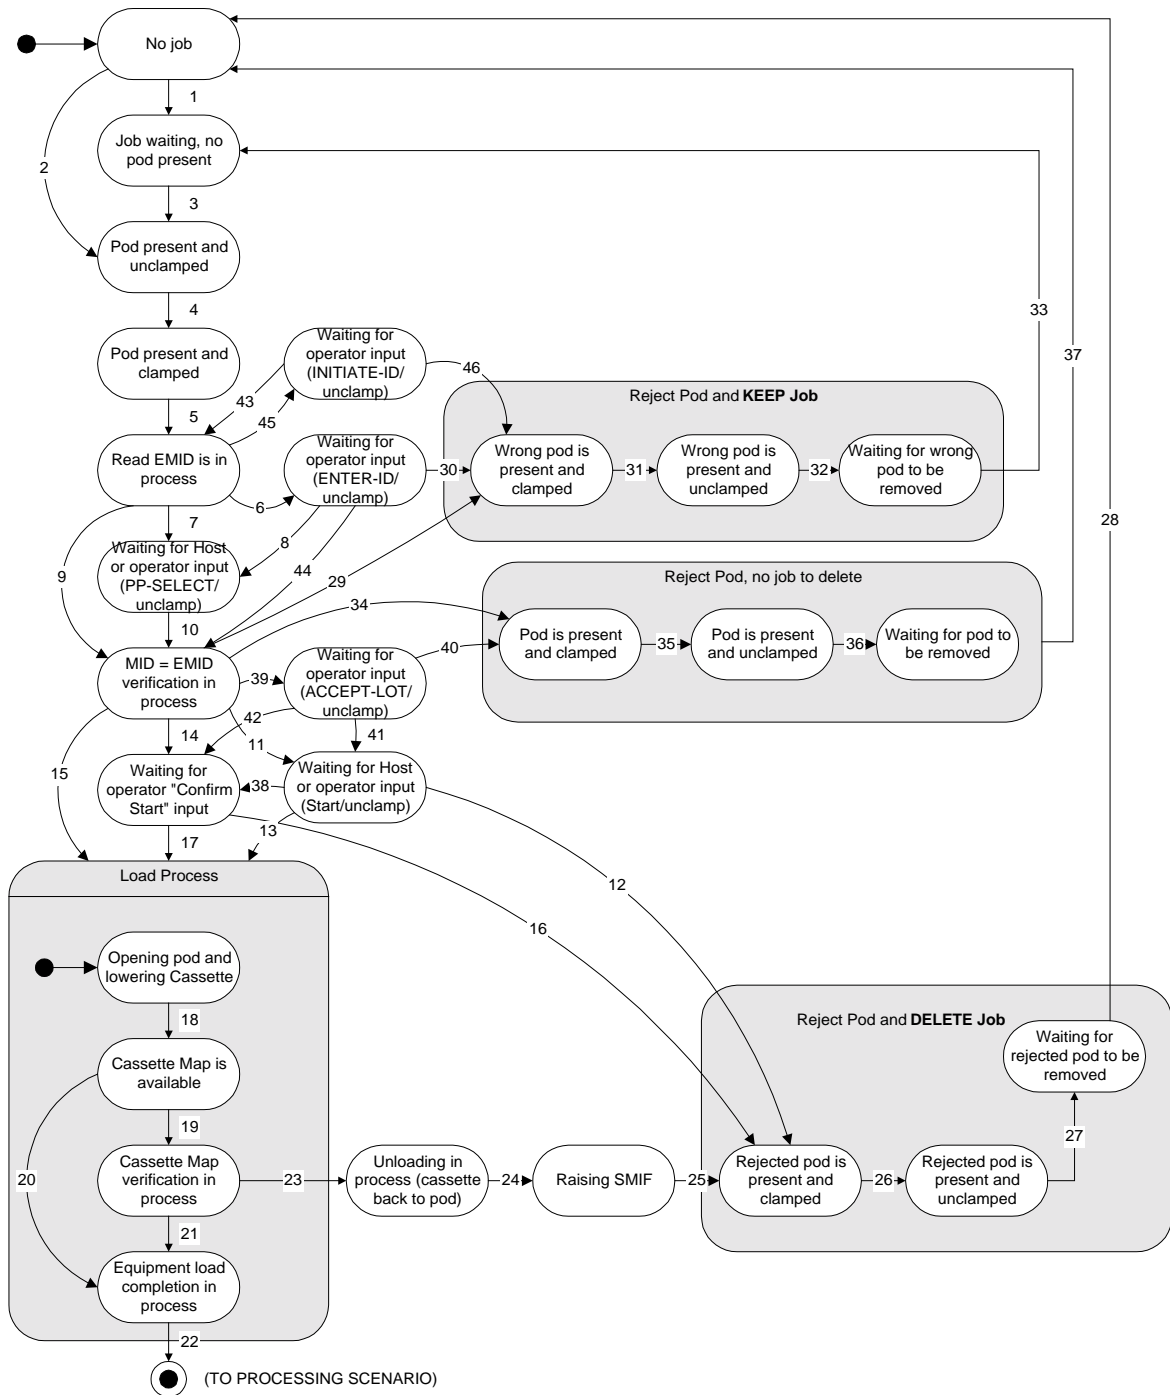 No job
1
2
Job waiting, no
pod present
3
Pod present and
unclamped
4
33
Pod present and
clamped
Waiting for
operator input
(INITIATE-ID/
unclamp)
46
37
43
5
45
Reject Pod and KEEP Job
Read EMID is in
process
Waiting for
operator input
(ENTER-ID/
unclamp)
30
Wrong pod is
present and
clamped
31
Wrong pod is
present and
unclamped
32
Waiting for wrong
pod to be
removed
6
7
28
Waiting for Host
or operator input
(PP-SELECT/
unclamp)
8
9
44
29
Reject Pod, no job to delete
34
10
MID = EMID
verification in
process
39
Waiting for
operator input
(ACCEPT-LOT/
unclamp)
40
Pod is present
and clamped
35
Pod is present
and unclamped
36
Waiting for pod to
be removed
42
14
11
41
15
Waiting for
operator "Confirm
Start" input
38
Waiting for Host
or operator input
(Start/unclamp)
17
13
Load Process
12
16
Opening pod and
lowering Cassette
18
Reject Pod and DELETE Job
Waiting for
rejected pod to be
removed
Cassette Map is
available
19
27
20
Cassette Map
verification in
process
23
Unloading in
process (cassette
back to pod)
24
Raising SMIF
25
Rejected pod is
present and
clamped
26
Rejected pod is
present and
unclamped
21
Equipment load
completion in
process
22
(TO PROCESSING SCENARIO)